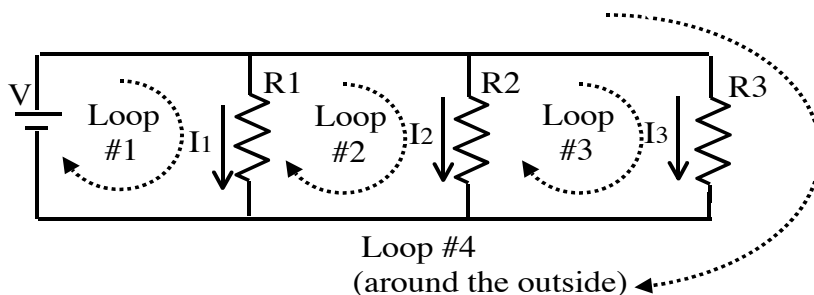 V
R1
R2
R3
Loop
#1
I1
Loop
#2
I2
Loop
#3
I3
Loop #4
(around the outside)